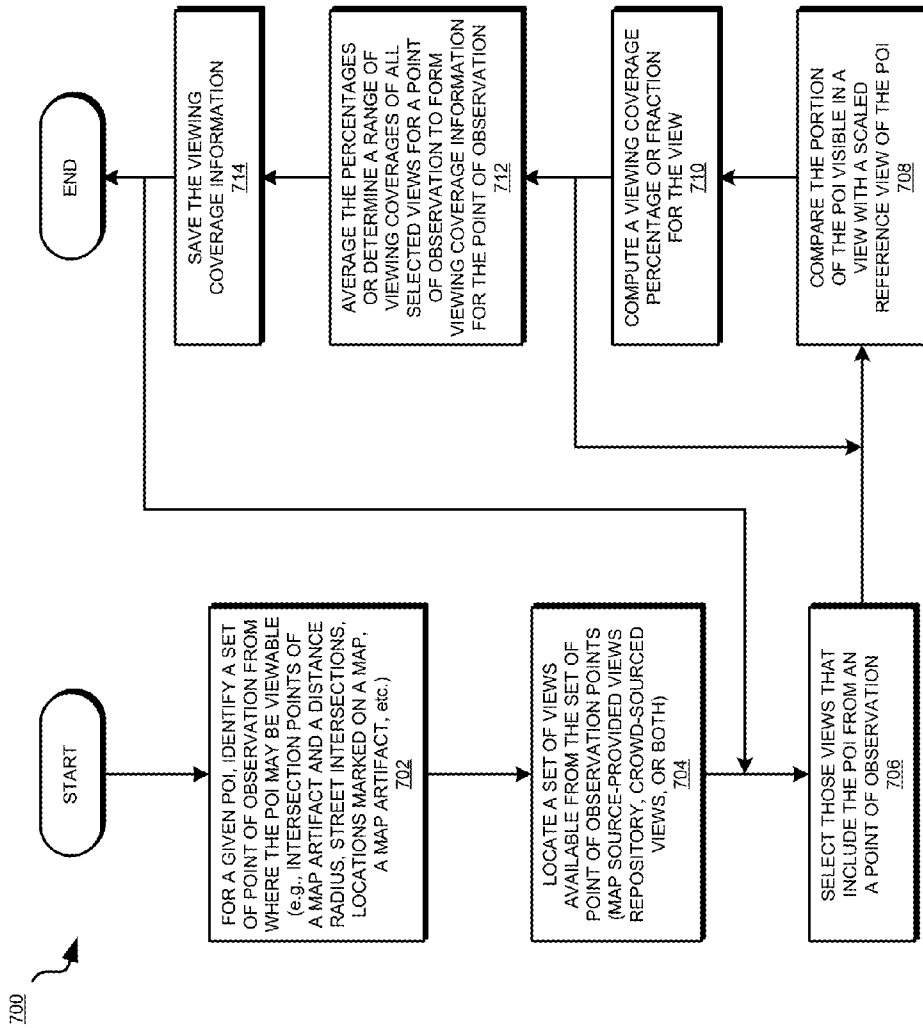 700
START
FOR A GIVEN POI, IDENTIFY A SET
OF POINT OF OBSERVATION FROM
WHERE THE POI MAY BE VIEWABLE
(e.g., INTERSECTION POINTS OF
A MAP ARTIFACT AND A DISTANCE
RADIUS, STREET INTERSECTIONS,
LOCATIONS MARKED ON A MAP,
A MAP ARTIFACT, etc.)
702
LOCATE A SET OF VIEWS
AVAILABLE FROM THE SET OF
POINT OF OBSERVATION POINTS
(MAP SOURCE-PROVIDED VIEWS
REPOSITORY, CROWD-SOURCED
VIEWS, OR BOTH)
704
SELECT THOSE VIEWS THAT
INCLUDE THE POI FROM AN
A POINT OF OBSERVATION
706
COMPARE THE PORTION
OF THE POI VISIBLE IN A
VIEW WITH A SCALED
REFERENCE VIEW OF THE POI
708
COMPUTE A VIEWING COVERAGE
PERCENTAGE OR FRACTION
FOR THE VIEW
710
AVERAGE THE PERCENTAGES
OR DETERMINE A RANGE OF
VIEWING COVERAGES OF ALL
SELECTED VIEWS FOR A POINT
OF OBSERVATION TO FORM
VIEWING COVERAGE INFORMATION
FOR THE POINT OF OBSERVATION
712
SAVE THE VIEWING
COVERAGE INFORMATION
714
END